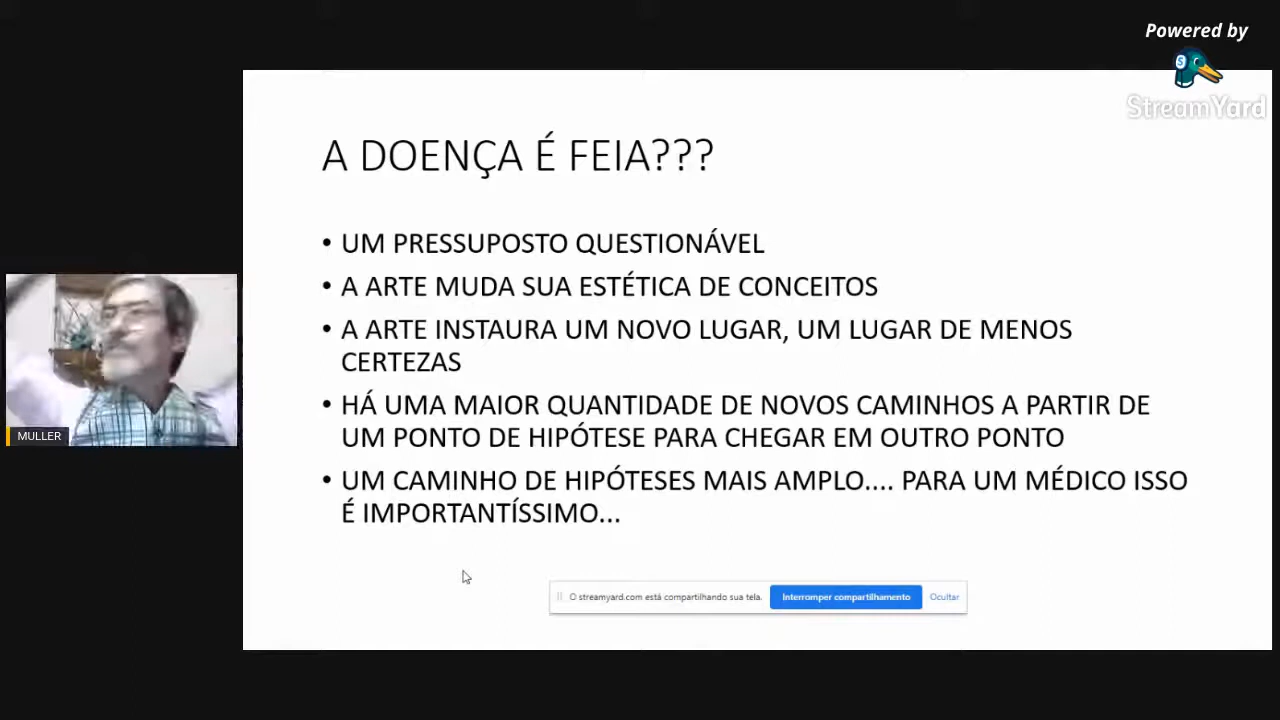 Powered by
StreamYard
A DOENÇA É FEIA???
• UM PRESSUPOSTO QUESTIONÁVEL
• A ARTE MUDA SUA ESTÉTICA DE CONCEITOS
• A ARTE INSTAURA UM NOVO LUGAR, UM LUGAR DE MENOS
CERTEZAS
• HÁ UMA MAIOR QUANTIDADE DE NOVOS CAMINHOS A PARTIR DE
UM PONTO DE HIPÓTESE PARA CHEGAR EM OUTRO PONTO
• UM CAMINHO DE HIPÓTESES MAIS AMPLO.... PARA UM MÉDICO ISSO
É IMPORTANTÍSSIMO...
MULLER
O streamyard.com está compartilhando sua tela. Interromper compartilhamento Ocultar